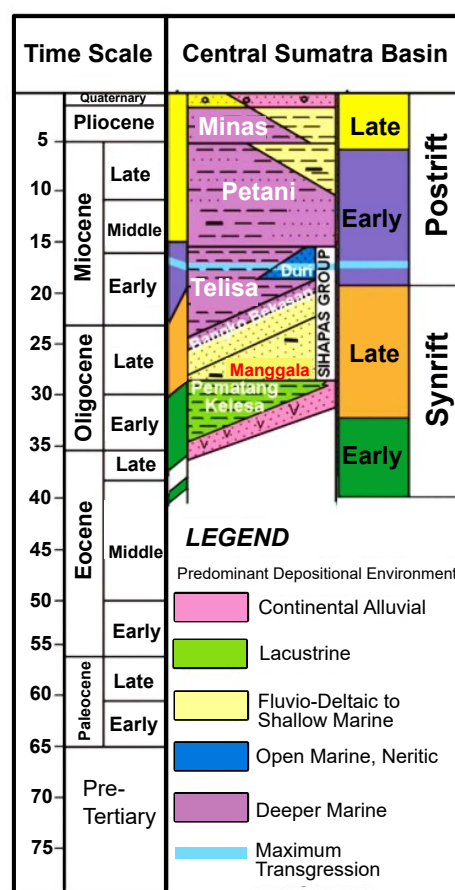 Time Scale
Central Sumatra Basin
Quaternary
Pliocene
Miocene
Late
Middle
Early
Oligocene
Late
Early
Eocene
Late
Middle
Early
Paleocene
Late
Early
Pre-
Tertiary
5
10
15
20
25
30
35
40
45
50
55
60
65
70
75
Minas
Petani
Duri
Telisa
Bangko Bekasap
Manggala
Pematang
Kelesa
SIHAPAS GROUP
V V V
Late
Early
Late
Early
Postrift
Synrift
LEGEND
Predominant Depositional Environment
Continental Alluvial
Lacustrine
Fluvio-Deltaic to
Shallow Marine
Open Marine, Neritic
Deeper Marine
Maximum
Transgression